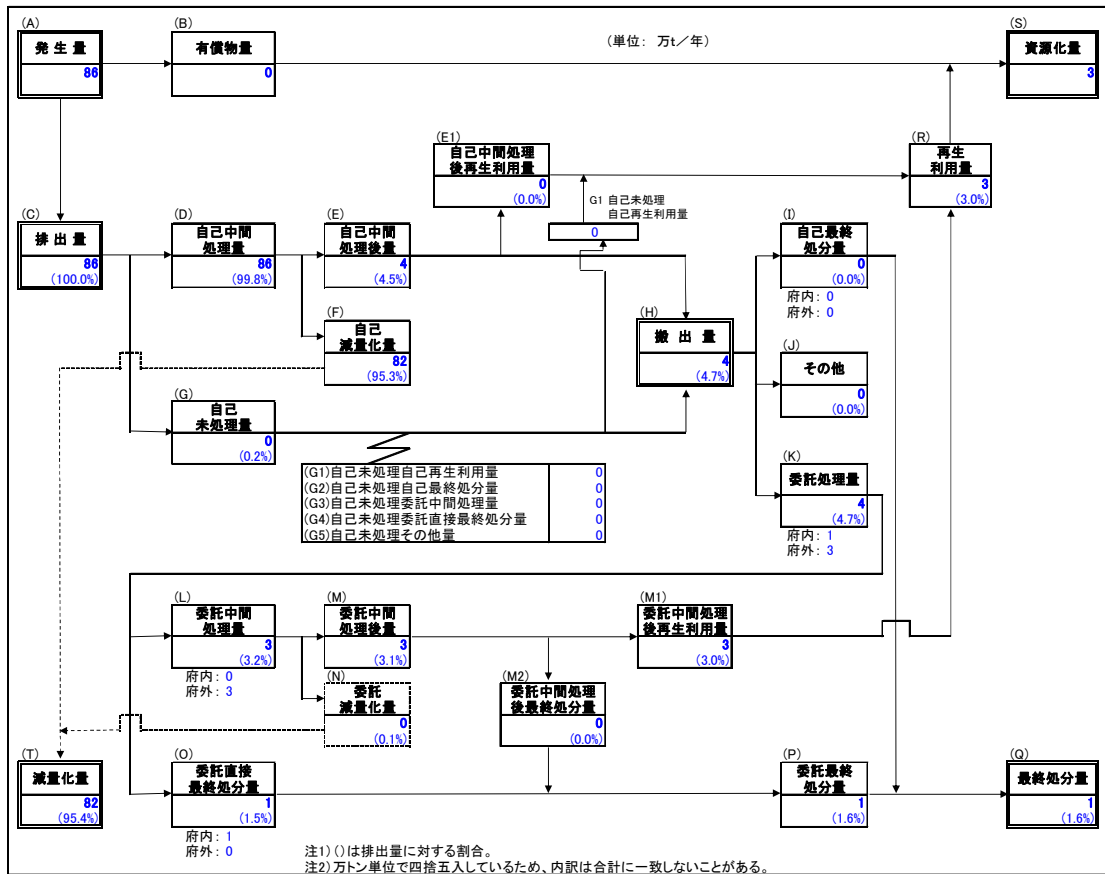 (A)
発 生 量
86
(B)
有償物量
0
(単位: 万t/年)
(S)
資源化量
3
(E1)
自己中間処理
後再生利用量
0
(0.0%)
(R)
再生
利用量
3
(3.0%)
G1 自己未処理
自己再生利用量
0
(C)
排 出 量
86
(100.0%)
(D)
自己中間
処理量
86
(99.8%)
(E)
自己中間
処理後量
4
(4.5%)
(I)
自己最終
処分量
0
(0.0%)
府内: 0
府外: 0
(F)
自己
減量化量
82
(95.3%)
(H)
搬 出 量
4
(4.7%)
(J)
その他
0
(0.0%)
(G)
自己
未処理量
0
(0.2%)
(G1)自己未処理自己再生利用量 0
(G2)自己未処理自己最終処分量 0
(G3)自己未処理委託中間処理量 0
(G4)自己未処理委託直接最終処分量 0
(G5)自己未処理その他量 0
(K)
委託処理量
4
(4.7%)
府内: 1
府外: 3
(L)
委託中間
処理量
3
(3.2%)
府内: 0
府外: 3
(M)
委託中間
処理後量
3
(3.1%)
(M1)
委託中間処理
後再生利用量
3
(3.0%)
(N)
委託
減量化量
0
(0.1%)
(M2)
委託中間処理
後最終処分量
0
(0.0%)
(T)
減量化量
82
(95.4%)
(O)
委託直接
最終処分量
1
(1.5%)
府内: 1
府外: 0
(P)
委託最終
処分量
1
(1.6%)
(Q)
最終処分量
1
(1.6%)
注1)()は排出量に対する割合。
注2)万トン単位で四捨五入しているため、内訳は合計に一致しないことがある。